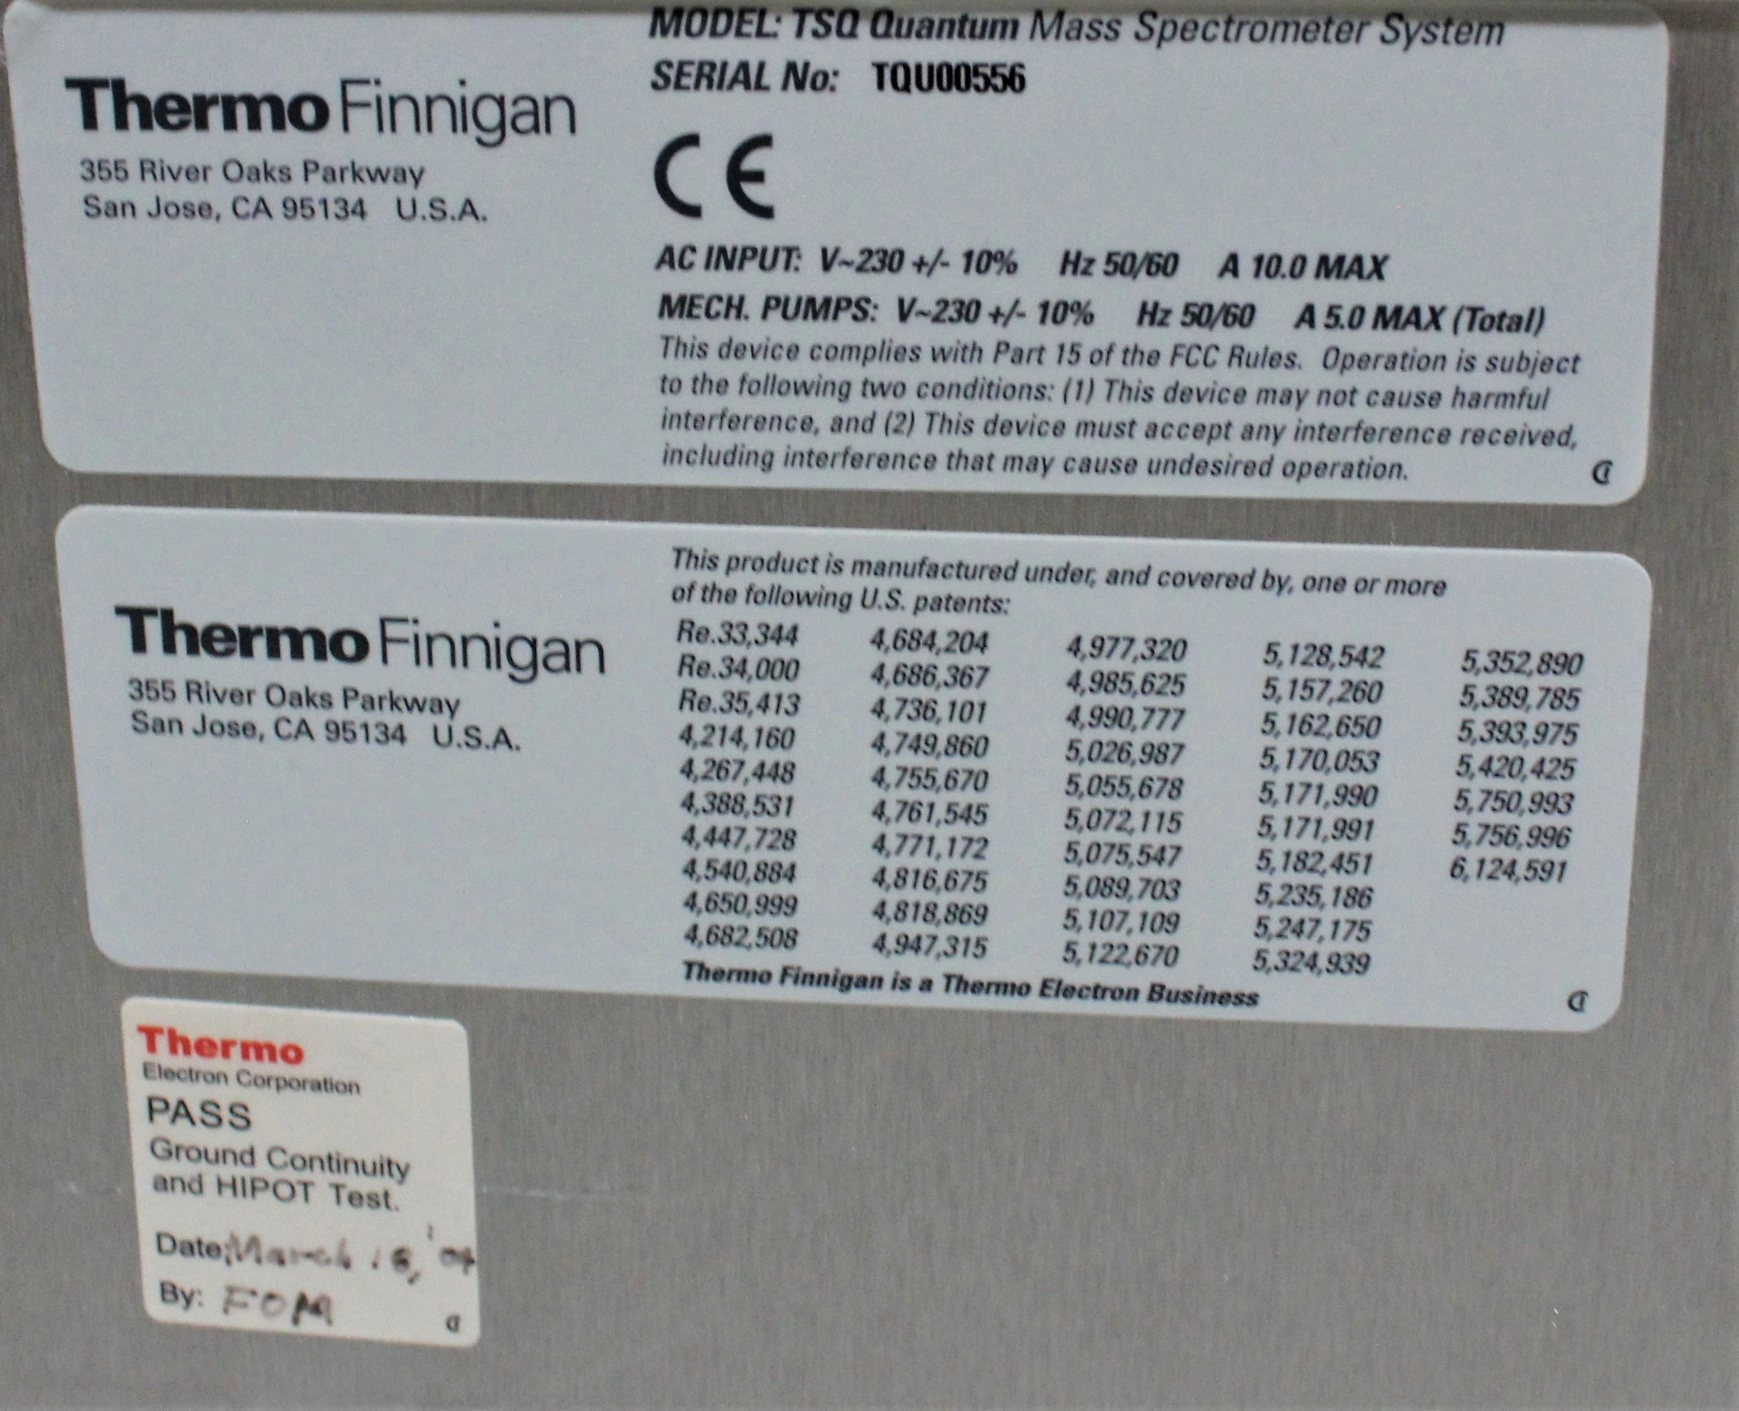 Thermo Finnigan
355 River Oaks Parkway
San Jose, CA 95134 U.S.A.
MODEL: TSQ Quantum Mass Spectrometer System
SERIAL No: TQU00556
CE
AC INPUT: V~230 +/- 10% Hz 50/60 A 10.0 MAX
MECH. PUMPS: V~230 +/- 10% Hz 50/60 A 5.0 MAX (Total)
This device complies with Part 15 of the FCC Rules. Operation is subject
to the following two conditions: (1) This device may not cause harmful
interference, and (2) This device must accept any interference received,
including interference that may cause undesired operation.
Thermo Finnigan
355 River Oaks Parkway
San Jose, CA 95134 U.S.A.
This product is manufactured under, and covered by, one or more
of the following U.S. patents:
Re.33,344 4,684,204 4,977,320 5,128,542 5,352,890
Re.34,000 4,686,367 4,985,625 5,157,260 5,389,785
Re.35,413 4,736,101 4,990,777 5,162,650 5,393,975
4,214,160 4,749,860 5,026,987 5,170,053 5,420,425
4,267,448 4,755,670 5,055,678 5,171,990 5,750,993
4,388,531 4,761,545 5,072,115 5,171,991 5,756,996
4,447,728 4,771,172 5,075,547 5,182,451 6,124,591
4,540,884 4,816,675 5,089,703 5,235,186
4,650,999 4,818,869 5,107,109 5,247,175
4,682,508 4,947,315 5,122,670 5,324,939
Thermo Finnigan is a Thermo Electron Business
Thermo
Electron Corporation
PASS
Ground Continuity
and HIPOT Test.
Date: March
By: FOM